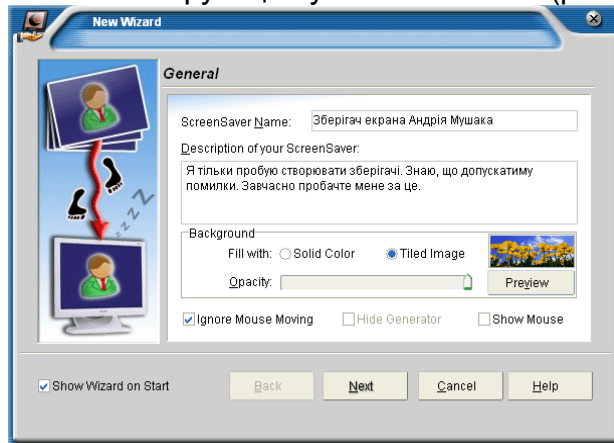 New Wizard
General
ScreenSaver Name: Зберігач екрана Андрія Мушака
Description of your ScreenSaver:
Я тільки пробую створювати зберігачі. Знаю, що допускатиму
помилки. Завчасно пробачте мене за це.
Background
Fill with: Solid Color Tiled Image
Opacity: Preview
Ignore Mouse Moving Hide Generator Show Mouse
Show Wizard on Start Back Next Cancel Help